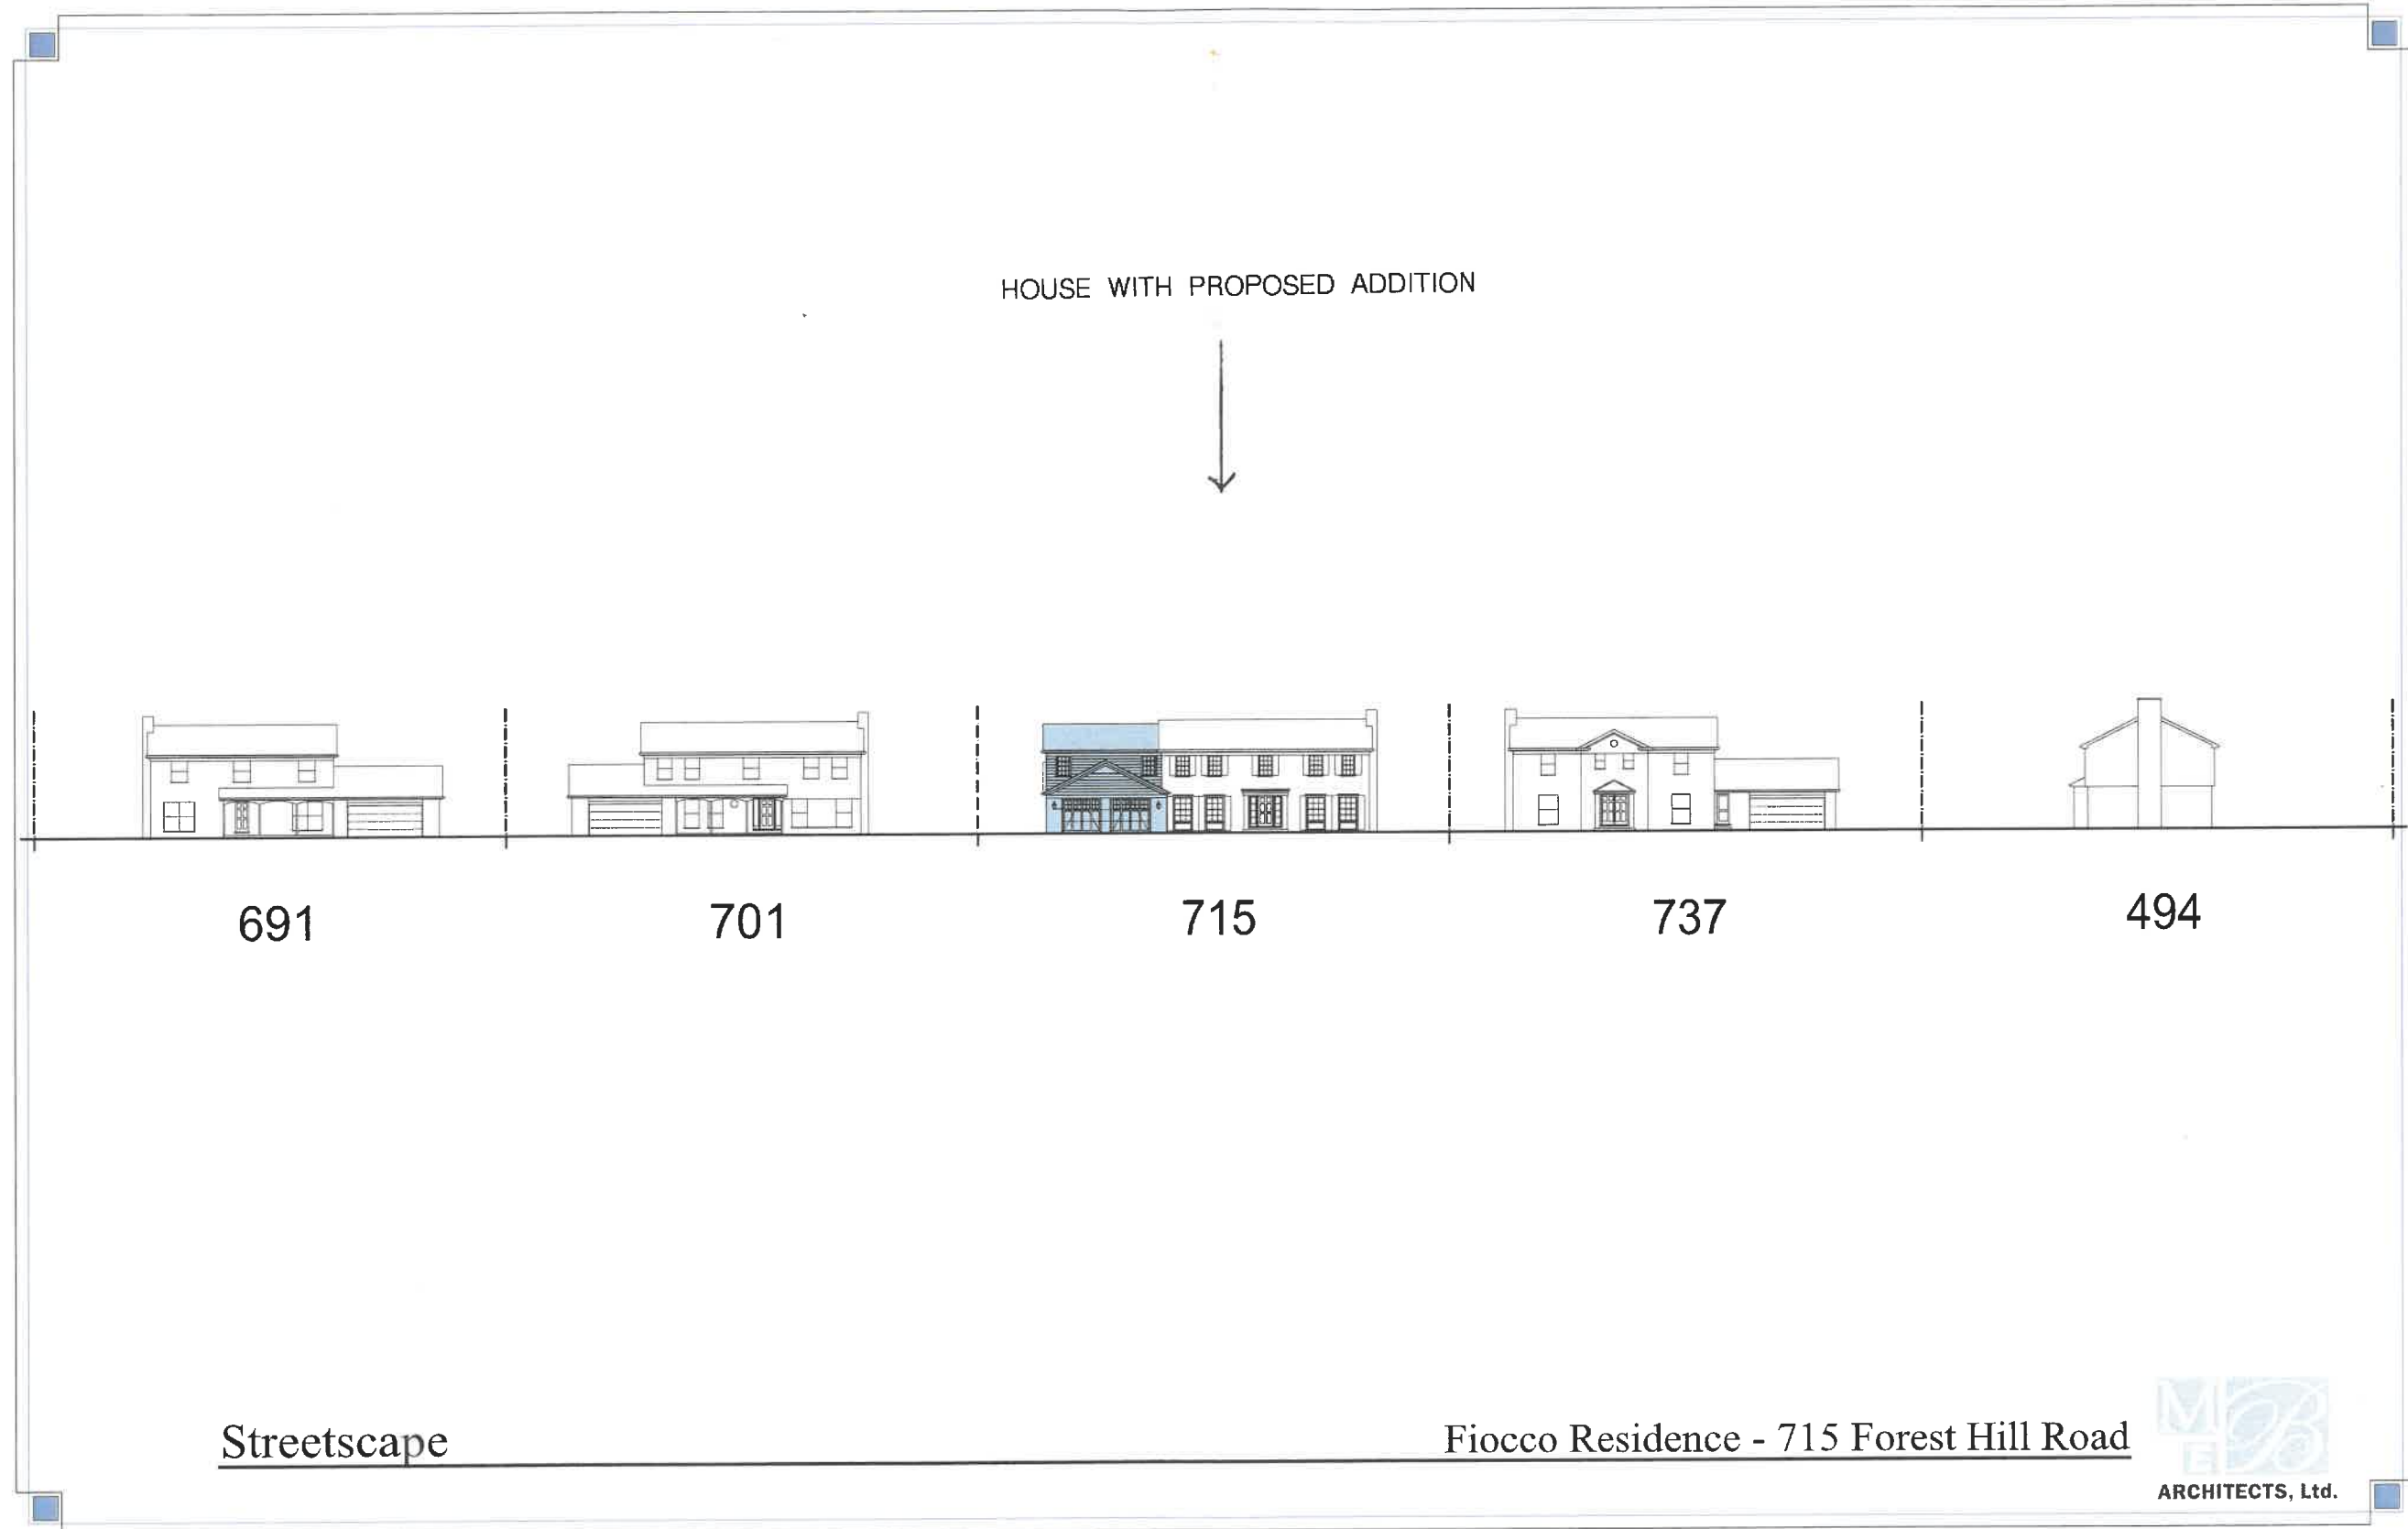 HOUSE WITH PROPOSED ADDITION
691 701 715 737 494
Streetscape
Fiocco Residence - 715 Forest Hill Road
M B
E
ARCHITECTS, Ltd.